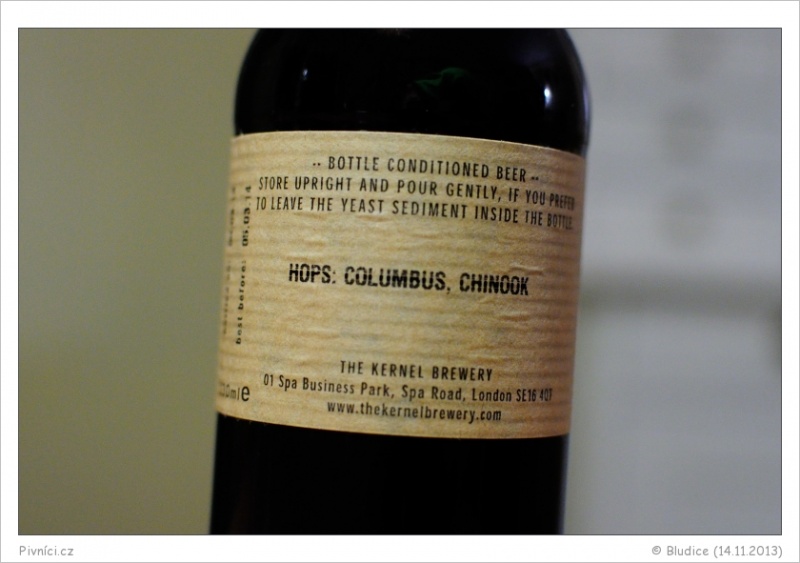 -- BOTTLE CONDITIONED BEER --
STORE UPRIGHT AND POUR GENTLY, IF YOU PREFER
TO LEAVE THE YEAST SEDIMENT INSIDE THE BOTTLE.
HOPS: COLUMBUS, CHINOOK
best before: 05.03.14
THE KERNEL BREWERY
01 Spa Business Park, Spa Road, London SE16
www.thekernelbrewery.com
Pivníci.cz
© Bludice (14.11.2013)